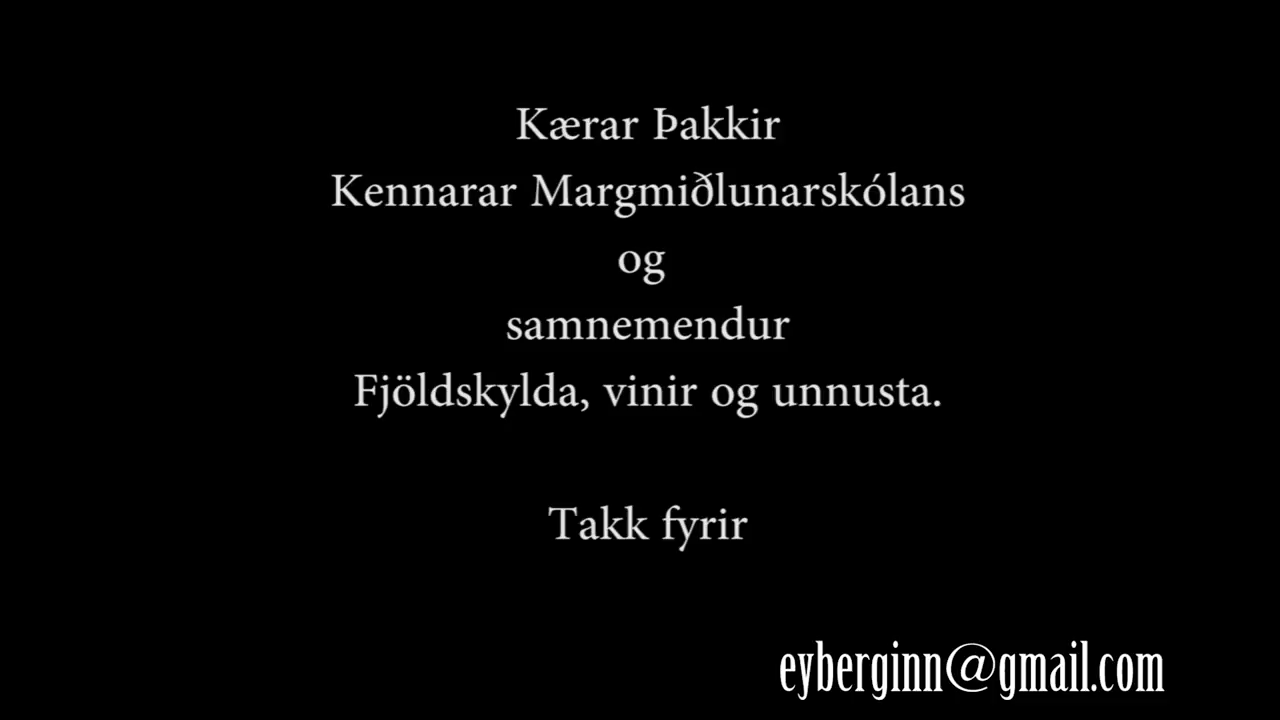 Kærar Þakkir
Kennarar Margmiðlunarskólans
og
samnemendur
Fjöldskylda, vinir og unnusta.
Takk fyrir
eyberginn@gmail.com